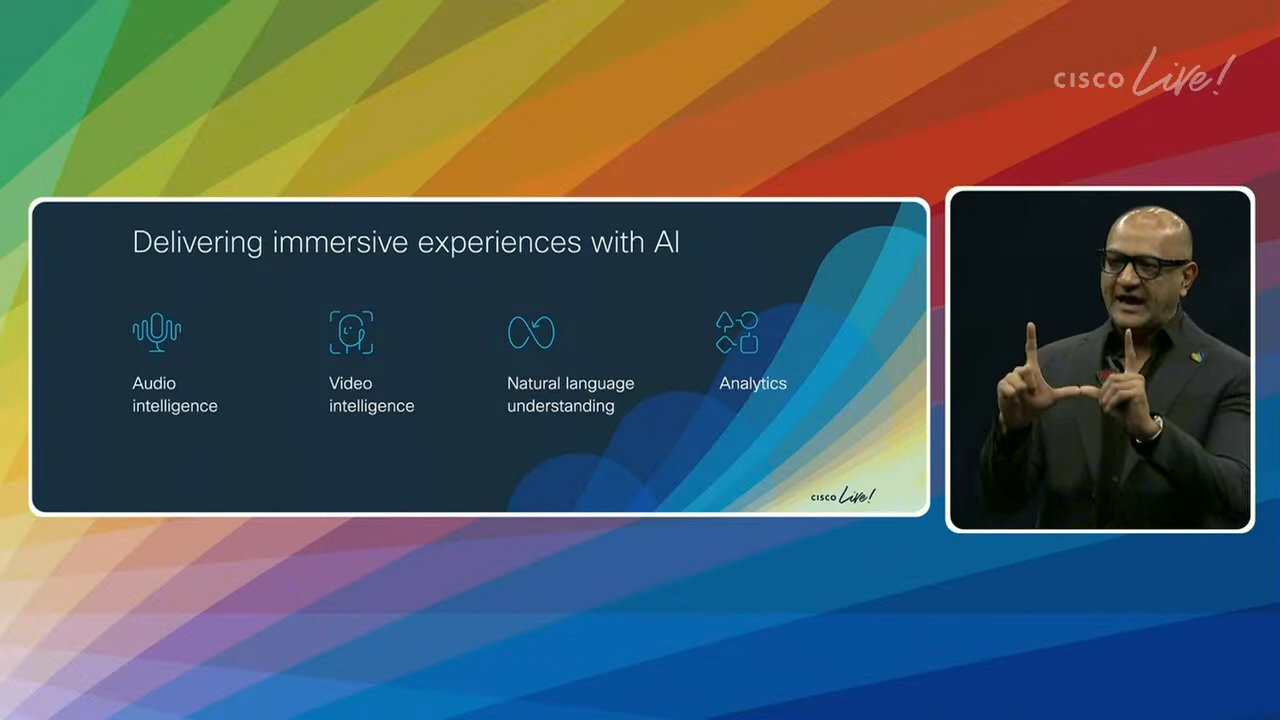 CISCO Live!
Delivering immersive experiences with AI
Audio
intelligence
Video
intelligence
Natural language
understanding
Analytics
CISCO Live!